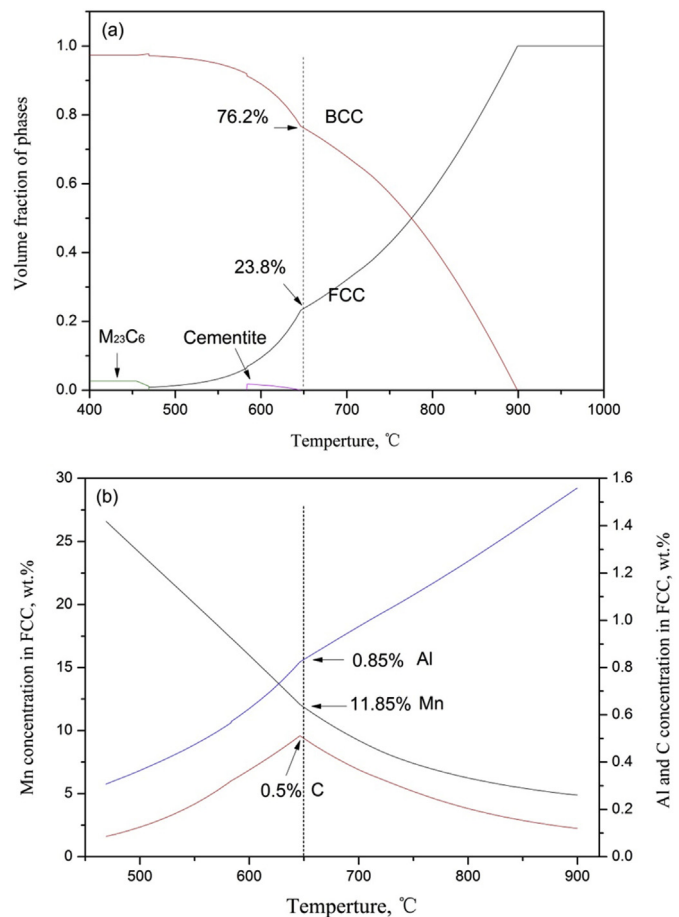 (a)
1.0
0.8
0.6
0.4
0.2
0.0
Volume fraction of phases
76.2%
BCC
23.8%
FCC
M23C6
Cementite
400 500 600 700 800 900 1000
Temperture, ℃
(b)
30
25
20
15
10
5
0
Mn concentration in FCC, wt.%
1.6
1.4
1.2
1.0
0.8
0.6
0.4
0.2
0.0
Al and C concentration in FCC, wt.%
0.85% Al
11.85% Mn
0.5% C
500 600 700 800 900
Temperture, ℃